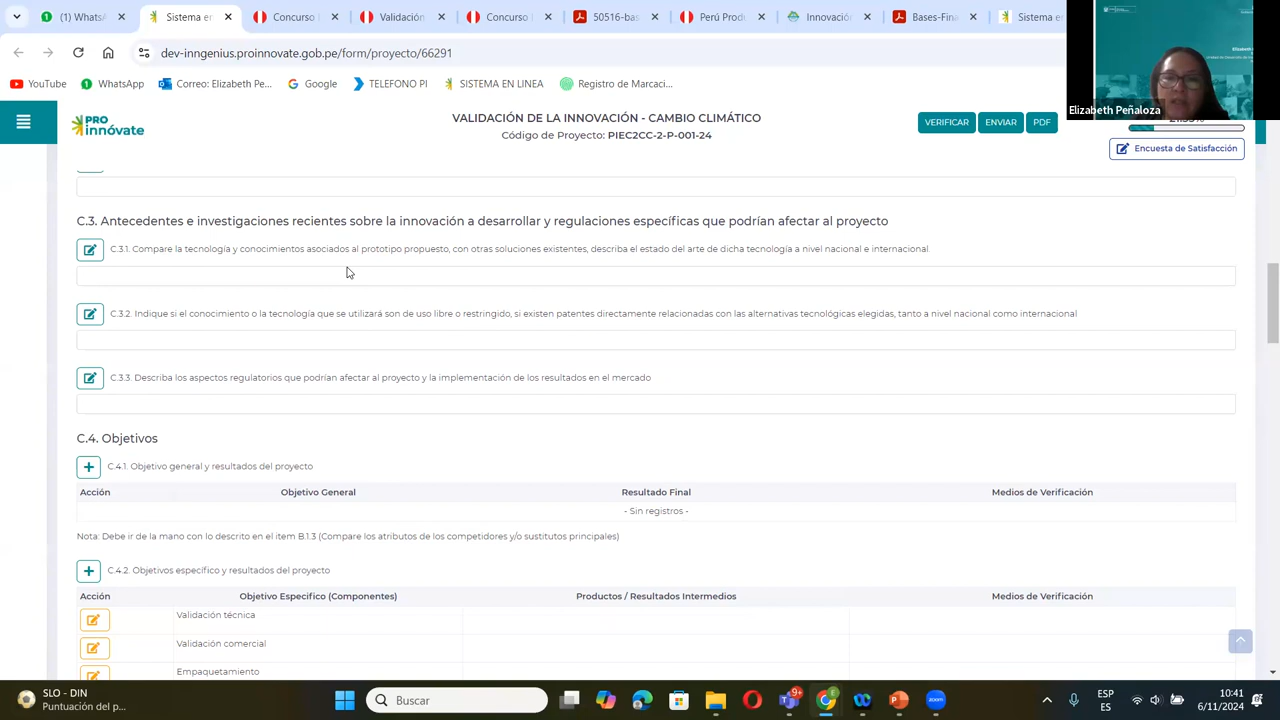 (1) WhatsA
Sistema en
Concurso
Validación
Concurso
50516-bas
Perú Prod
Innovació
Bases-Fina
Sistema en
dev-inngenius.proinnovate.gob.pe/form/proyecto/66291
YouTube
WhatsApp
Correo: Elizabeth Pe...
Google
TELEFONO PI
SISTEMA EN LINEA
Registro de Marcaci...
Elizabeth Peñaloza
PRO innóvate
VALIDACIÓN DE LA INNOVACIÓN - CAMBIO CLIMÁTICO
Código de Proyecto: PIEC2CC-2-P-001-24
VERIFICAR
ENVIAR
PDF
Encuesta de Satisfacción
C.3. Antecedentes e investigaciones recientes sobre la innovación a desarrollar y regulaciones específicas que podrían afectar al proyecto
C.3.1. Compare la tecnología y conocimientos asociados al prototipo propuesto, con otras soluciones existentes, describa el estado del arte de dicha tecnología a nivel nacional e internacional.
C.3.2. Indique si el conocimiento o la tecnología que se utilizará son de uso libre o restringido, si existen patentes directamente relacionadas con las alternativas tecnológicas elegidas, tanto a nivel nacional como internacional
C.3.3. Describa los aspectos regulatorios que podrían afectar al proyecto y la implementación de los resultados en el mercado
C.4. Objetivos
C.4.1. Objetivo general y resultados del proyecto
Acción Objetivo General Resultado Final Medios de Verificación
- Sin registros -
Nota: Debe ir de la mano con lo descrito en el item B.1.3 (Compare los atributos de los competidores y/o sustitutos principales)
C.4.2. Objetivos específico y resultados del proyecto
Acción Objetivo Especifico (Componentes) Productos / Resultados Intermedios Medios de Verificación
Validación técnica
Validación comercial
Empaquetamiento
SLO - DIN
Puntuación del p...
Buscar
9+
zoom
ESP
ES
10:41
6/11/2024